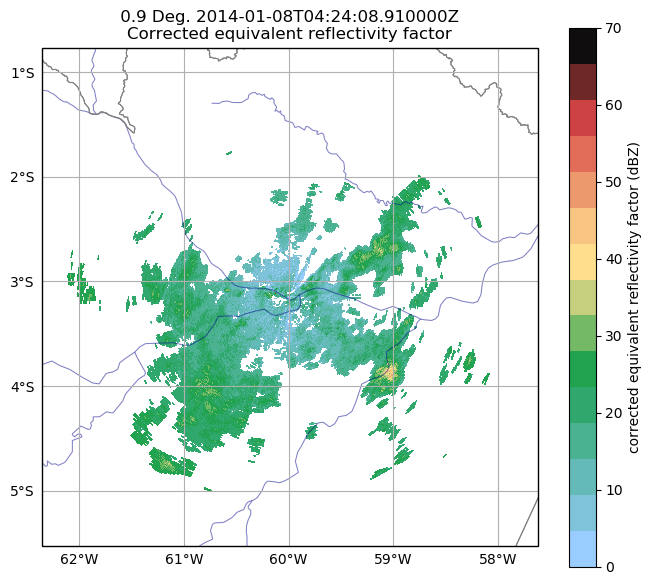 0.9 Deg. 2014-01-08T04:24:08.910000Z
Corrected equivalent reflectivity factor
1°S
2°S
3°S
4°S
5°S
62°W 61°W 60°W 59°W 58°W
70
60
50
40
30
20
10
0
corrected equivalent reflectivity factor (dBZ)